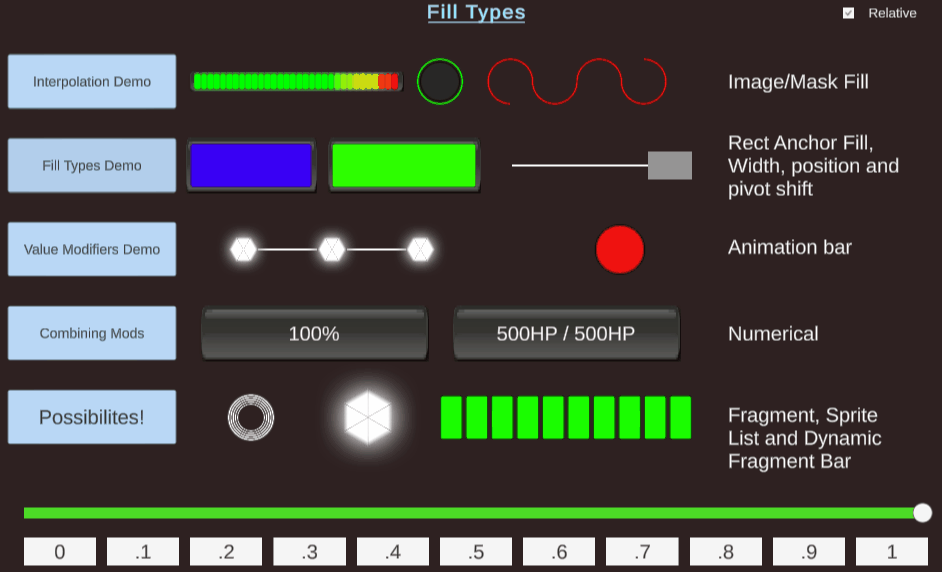 Fill Types
Relative
Interpolation Demo
Image/Mask Fill
Fill Types Demo
Rect Anchor Fill,
Width, position and
pivot shift
Value Modifiers Demo
Animation bar
Combining Mods
100%
500HP / 500HP
Numerical
Possibilites!
Fragment, Sprite
List and Dynamic
Fragment Bar
0 .1 .2 .3 .4 .5 .6 .7 .8 .9 1